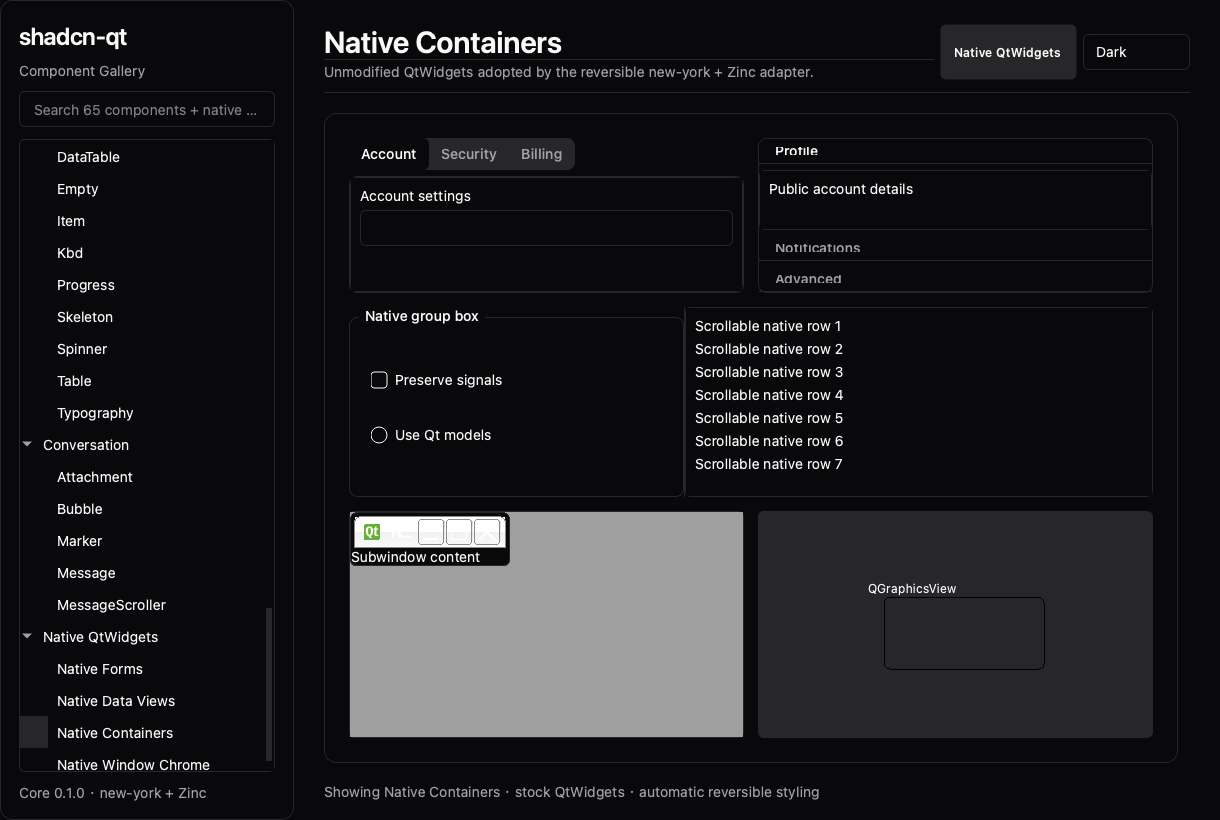 shadcn-qt
Component Gallery
Search 65 components + native ...
DataTable
Empty
Item
Kbd
Progress
Skeleton
Spinner
Table
Typography
Conversation
Attachment
Bubble
Marker
Message
MessageScroller
Native QtWidgets
Native Forms
Native Data Views
Native Containers
Native Window Chrome
Core 0.1.0 · new-york + Zinc
Native Containers
Unmodified QtWidgets adopted by the reversible new-york + Zinc adapter.
Native QtWidgets
Dark
Account Security Billing
Account settings
Profile
Public account details
Notifications
Advanced
Native group box
Preserve signals
Use Qt models
Scrollable native row 1
Scrollable native row 2
Scrollable native row 3
Scrollable native row 4
Scrollable native row 5
Scrollable native row 6
Scrollable native row 7
Qt
Subwindow content
QGraphicsView
Showing Native Containers · stock QtWidgets · automatic reversible styling